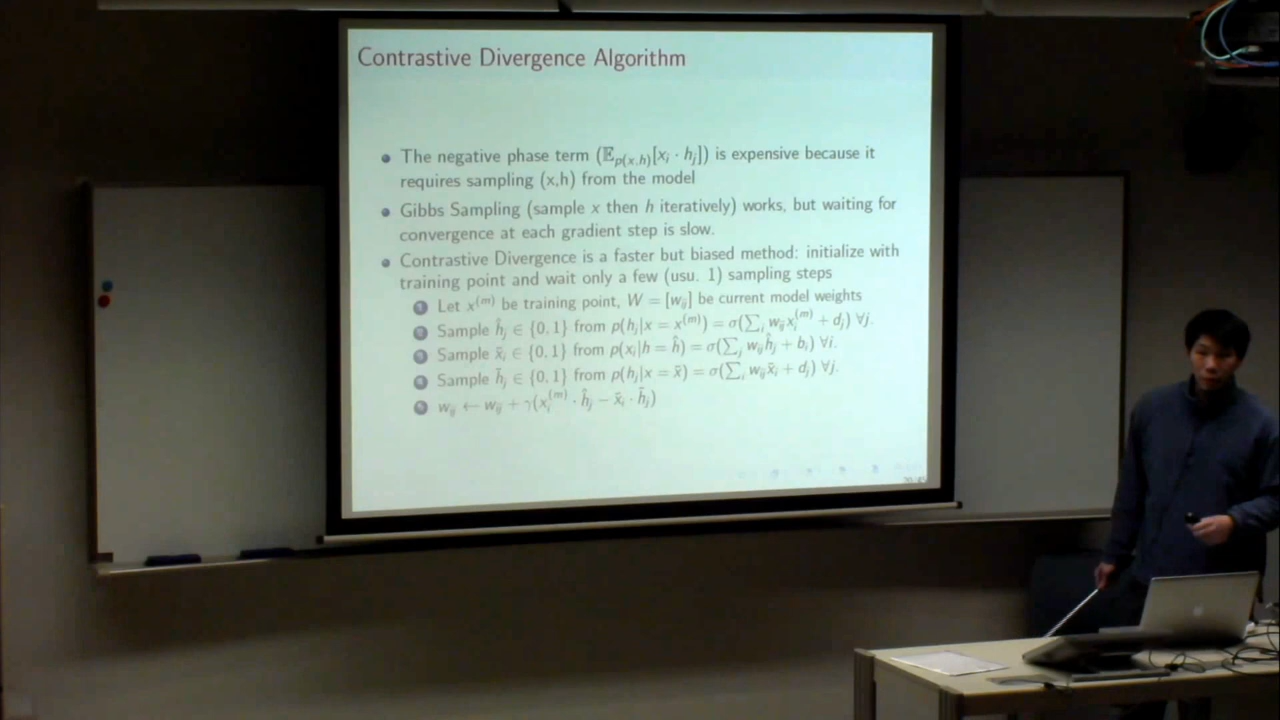 Contrastive Divergence Algorithm
The negative phase term (𝔼p(x,h)[xᵢ · hⱼ]) is expensive because it
requires sampling (x,h) from the model
Gibbs Sampling (sample x then h iteratively) works, but waiting for
convergence at each gradient step is slow.
Contrastive Divergence is a faster but biased method: initialize with
training point and wait only a few (usu. 1) sampling steps
1 Let x⁽ᵐ⁾ be training point, W = [wᵢⱼ] be current model weights
2 Sample ĥⱼ ∈ {0, 1} from p(hⱼ|x = x⁽ᵐ⁾) = σ(∑ᵢ wᵢⱼxᵢ⁽ᵐ⁾ + dⱼ) ∀j.
3 Sample x̃ᵢ ∈ {0, 1} from p(xᵢ|h = ĥ) = σ(∑ⱼ wᵢⱼĥⱼ + bᵢ) ∀i.
4 Sample h̃ⱼ ∈ {0, 1} from p(hⱼ|x = x̃) = σ(∑ᵢ wᵢⱼx̃ᵢ + dⱼ) ∀j.
5 wᵢⱼ ← wᵢⱼ + γ(xᵢ⁽ᵐ⁾ · ĥⱼ − x̃ᵢ · h̃ⱼ)